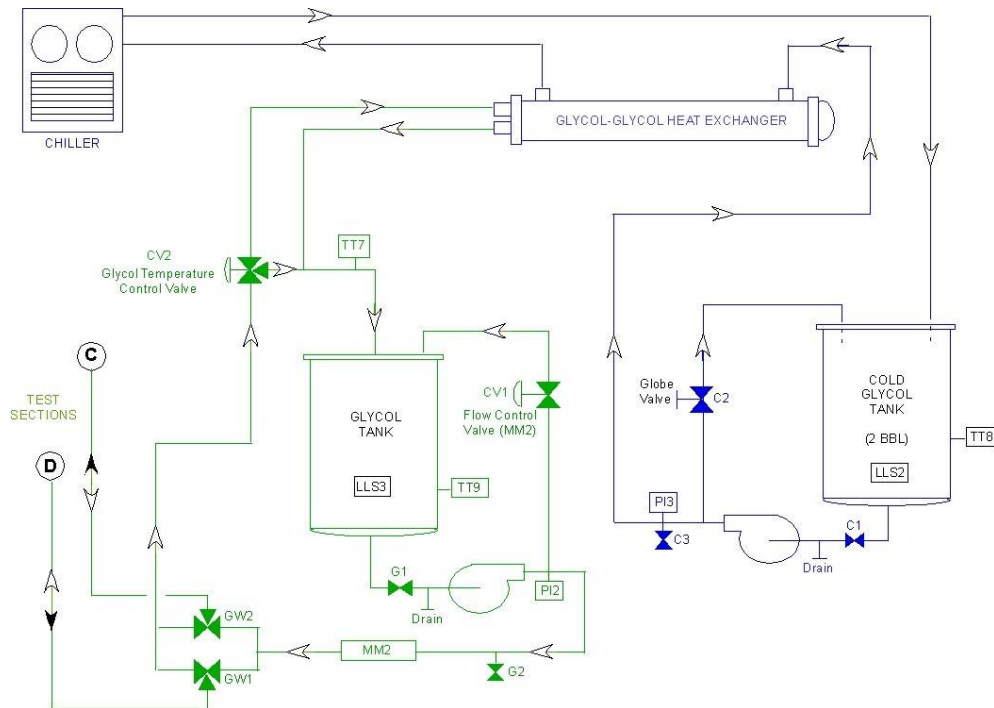 CHILLER
GLYCOL-GLYCOL HEAT EXCHANGER
CV2
Glycol Temperature
Control Valve
TT7
C
TEST
SECTIONS
D
GLYCOL
TANK
LLS3
TT9
CV1
Flow Control
Valve (MM2)
Globe
Valve
C2
COLD
GLYCOL
TANK
(2 BBL)
LLS2
TT8
PI3
C3
C1
Drain
G1
Drain
PI2
GW2
MM2
G2
GW1